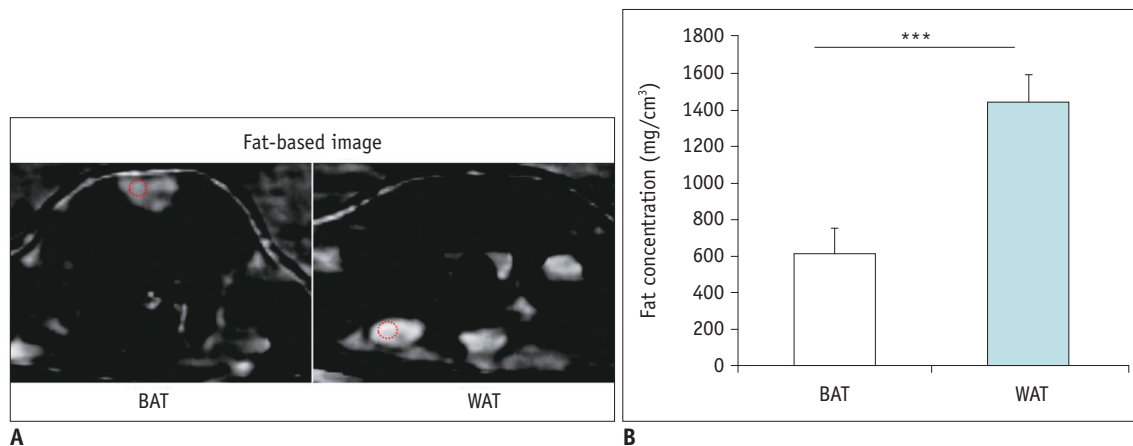 Fat-based image
BAT
WAT
A
Fat concentration (mg/cm³)
1800
1600
1400
1200
1000
800
600
400
200
0
***
BAT
WAT
B